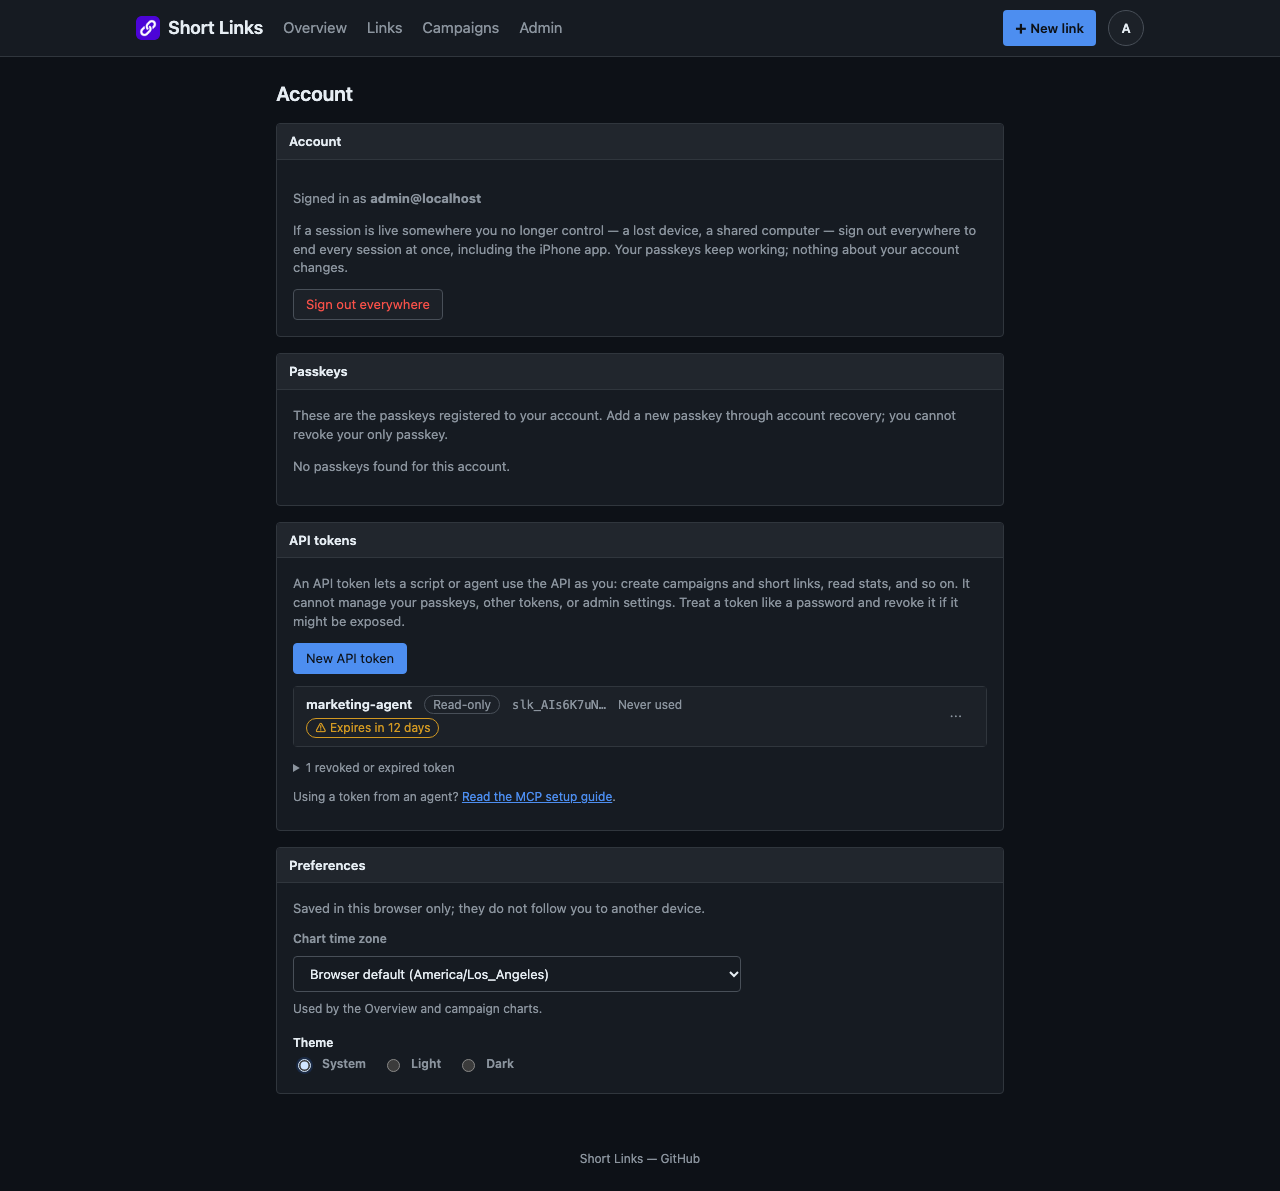 Short Links Overview Links Campaigns Admin + New link A
Account
Account
Signed in as admin@localhost
If a session is live somewhere you no longer control — a lost device, a shared computer — sign out everywhere to
end every session at once, including the iPhone app. Your passkeys keep working; nothing about your account
changes.
Sign out everywhere
Passkeys
These are the passkeys registered to your account. Add a new passkey through account recovery; you cannot
revoke your only passkey.
No passkeys found for this account.
API tokens
An API token lets a script or agent use the API as you: create campaigns and short links, read stats, and so on. It
cannot manage your passkeys, other tokens, or admin settings. Treat a token like a password and revoke it if it
might be exposed.
New API token
marketing-agent Read-only slk_AIs6K7uN… Never used
Expires in 12 days
1 revoked or expired token
Using a token from an agent? Read the MCP setup guide.
Preferences
Saved in this browser only; they do not follow you to another device.
Chart time zone
Browser default (America/Los_Angeles)
Used by the Overview and campaign charts.
Theme
System Light Dark
Short Links — GitHub